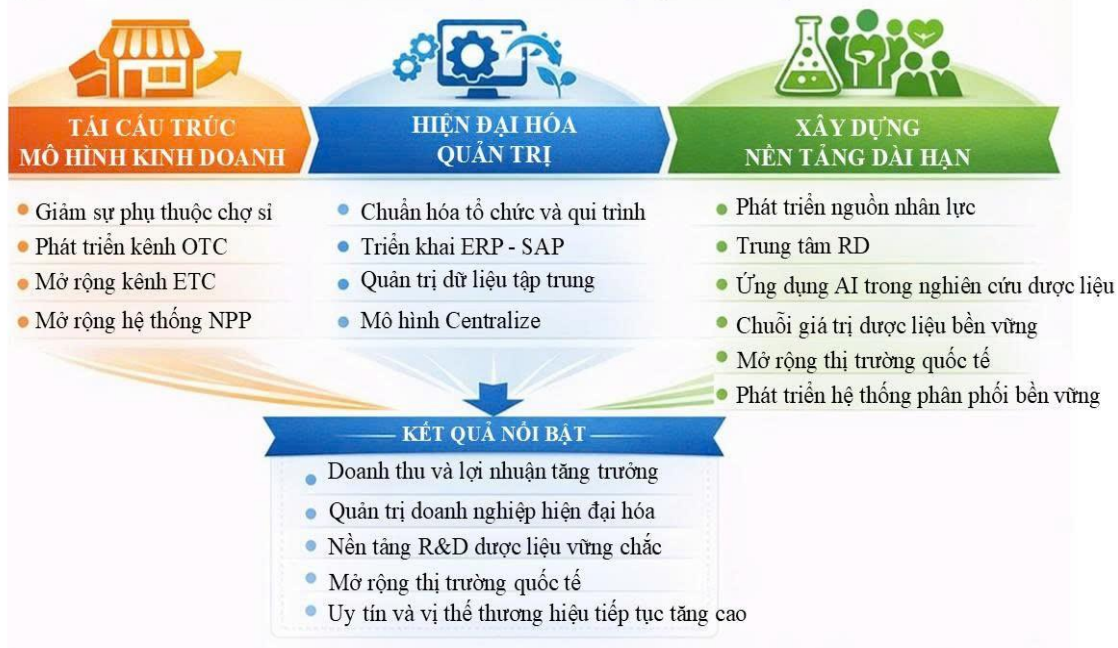 TÁI CẤU TRÚC
MÔ HÌNH KINH DOANH
Giảm sự phụ thuộc chợ sỉ
Phát triển kênh OTC
Mở rộng kênh ETC
Mở rộng hệ thống NPP
HIỆN ĐẠI HÓA
QUẢN TRỊ
Chuẩn hóa tổ chức và qui trình
Triển khai ERP - SAP
Quản trị dữ liệu tập trung
Mô hình Centralize
XÂY DỰNG
NỀN TẢNG DÀI HẠN
Phát triển nguồn nhân lực
Trung tâm RD
Ứng dụng AI trong nghiên cứu dược liệu
Chuỗi giá trị dược liệu bền vững
Mở rộng thị trường quốc tế
Phát triển hệ thống phân phối bền vững
KẾT QUẢ NỔI BẬT
Doanh thu và lợi nhuận tăng trưởng
Quản trị doanh nghiệp hiện đại hóa
Nền tảng R&D dược liệu vững chắc
Mở rộng thị trường quốc tế
Uy tín và vị thế thương hiệu tiếp tục tăng cao